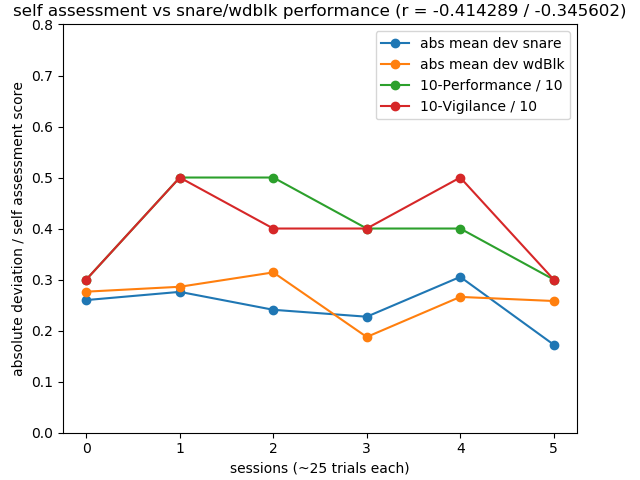 self assessment vs snare/wdblk performance (r = -0.414289 / -0.345602)
abs mean dev snare
abs mean dev wdBlk
10-Performance / 10
10-Vigilance / 10
absolute deviation / self assessment score
0.8
0.7
0.6
0.5
0.4
0.3
0.2
0.1
0.0
0 1 2 3 4 5
sessions (~25 trials each)